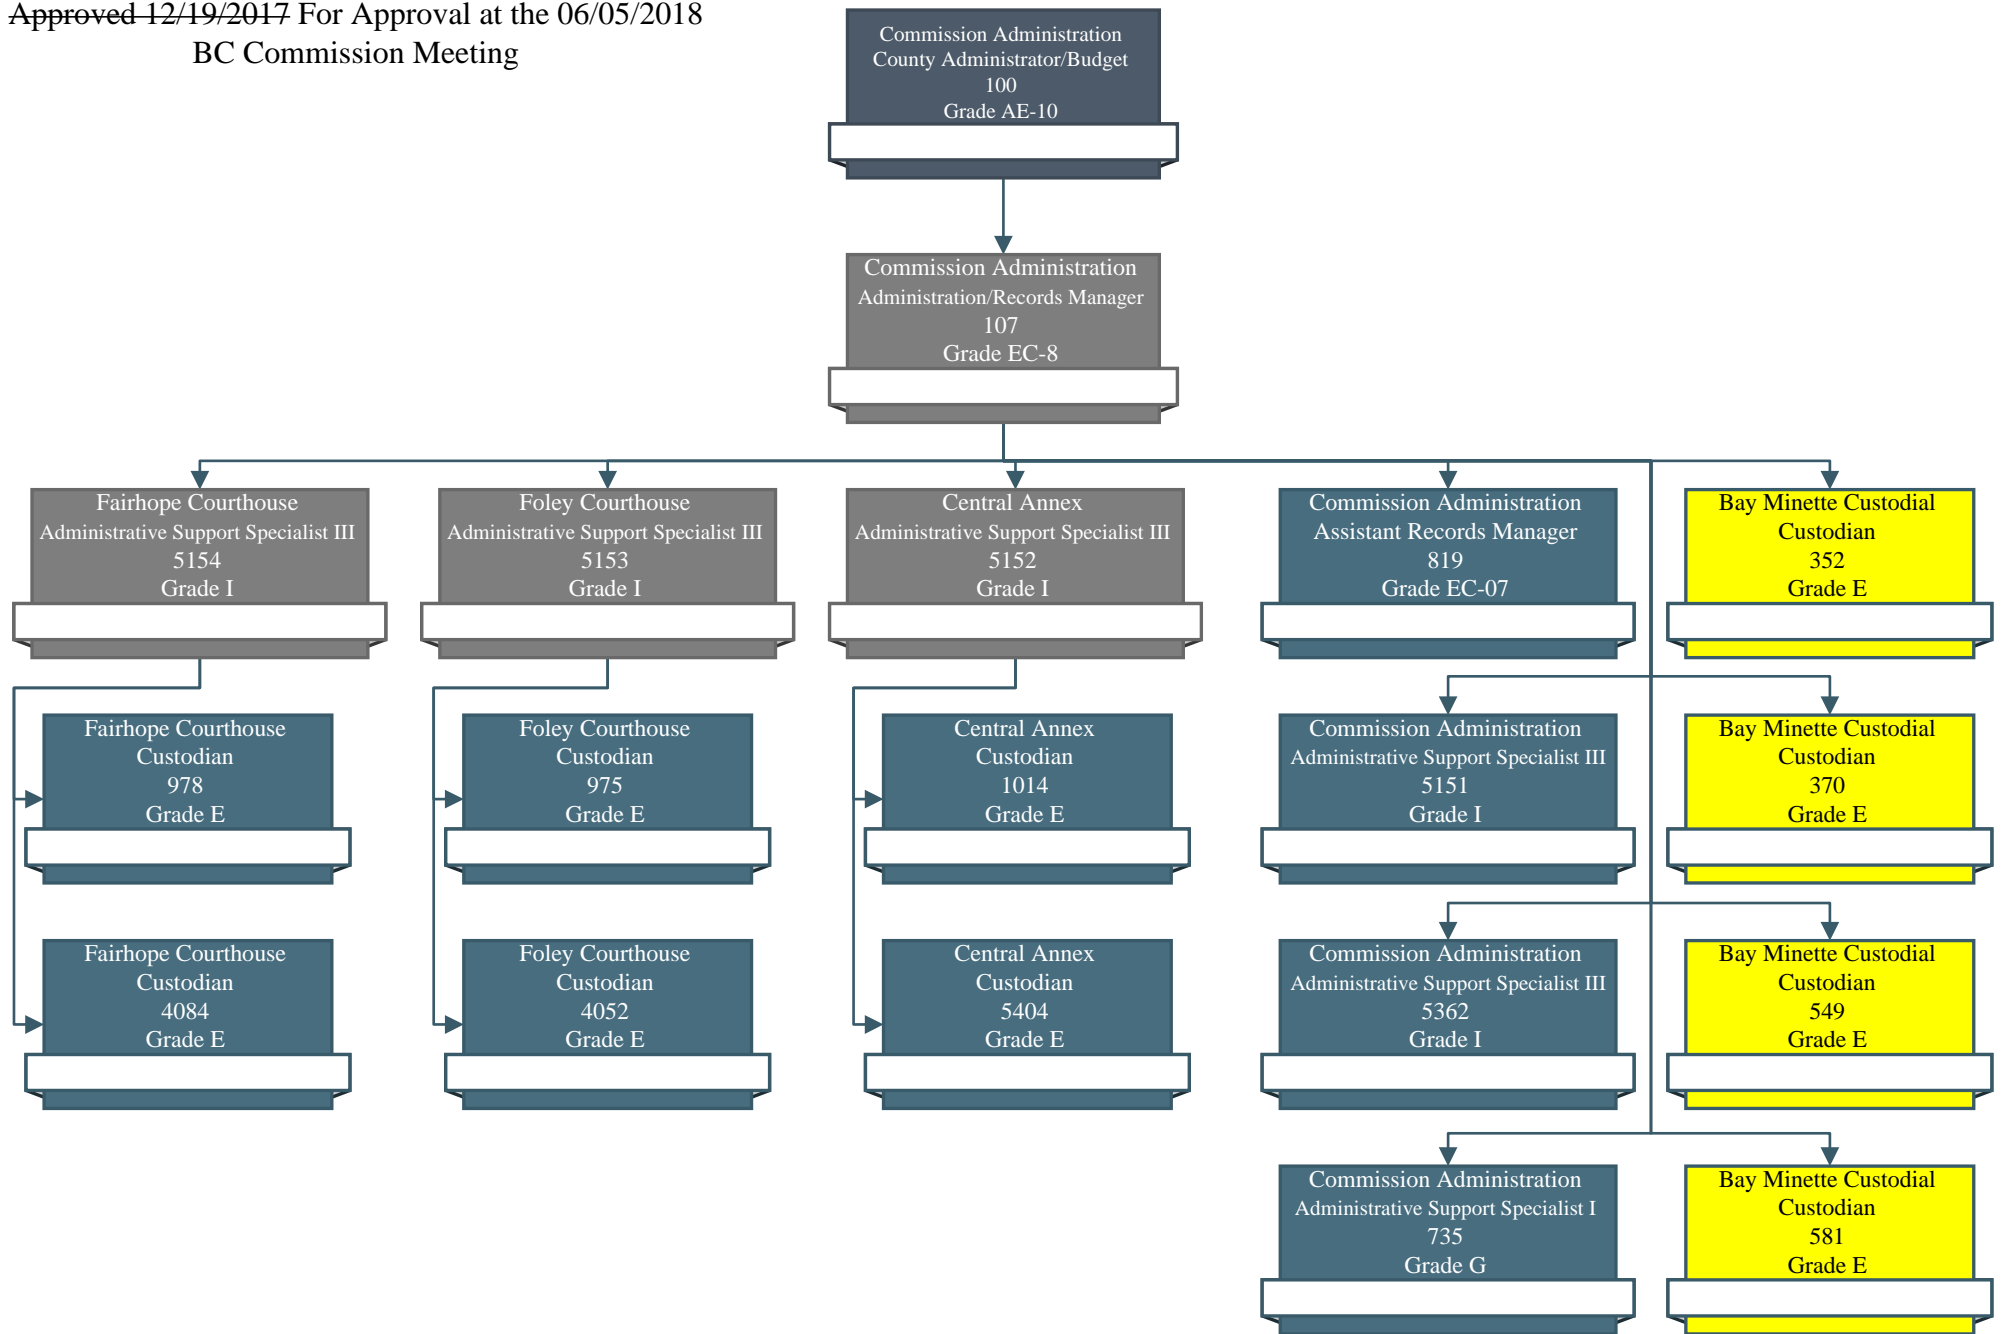 Approved 12/19/2017 For Approval at the 06/05/2018
BC Commission Meeting
Commission Administration
County Administrator/Budget
100
Grade AE-10
Commission Administration
Administration/Records Manager
107
Grade EC-8
Fairhope Courthouse
Administrative Support Specialist III
5154
Grade I
Foley Courthouse
Administrative Support Specialist III
5153
Grade I
Central Annex
Administrative Support Specialist III
5152
Grade I
Commission Administration
Assistant Records Manager
819
Grade EC-07
Bay Minette Custodial
Custodian
352
Grade E
Fairhope Courthouse
Custodian
978
Grade E
Foley Courthouse
Custodian
975
Grade E
Central Annex
Custodian
1014
Grade E
Commission Administration
Administrative Support Specialist III
5151
Grade I
Bay Minette Custodial
Custodian
370
Grade E
Fairhope Courthouse
Custodian
4084
Grade E
Foley Courthouse
Custodian
4052
Grade E
Central Annex
Custodian
5404
Grade E
Commission Administration
Administrative Support Specialist III
5362
Grade I
Bay Minette Custodial
Custodian
549
Grade E
Commission Administration
Administrative Support Specialist I
735
Grade G
Bay Minette Custodial
Custodian
581
Grade E